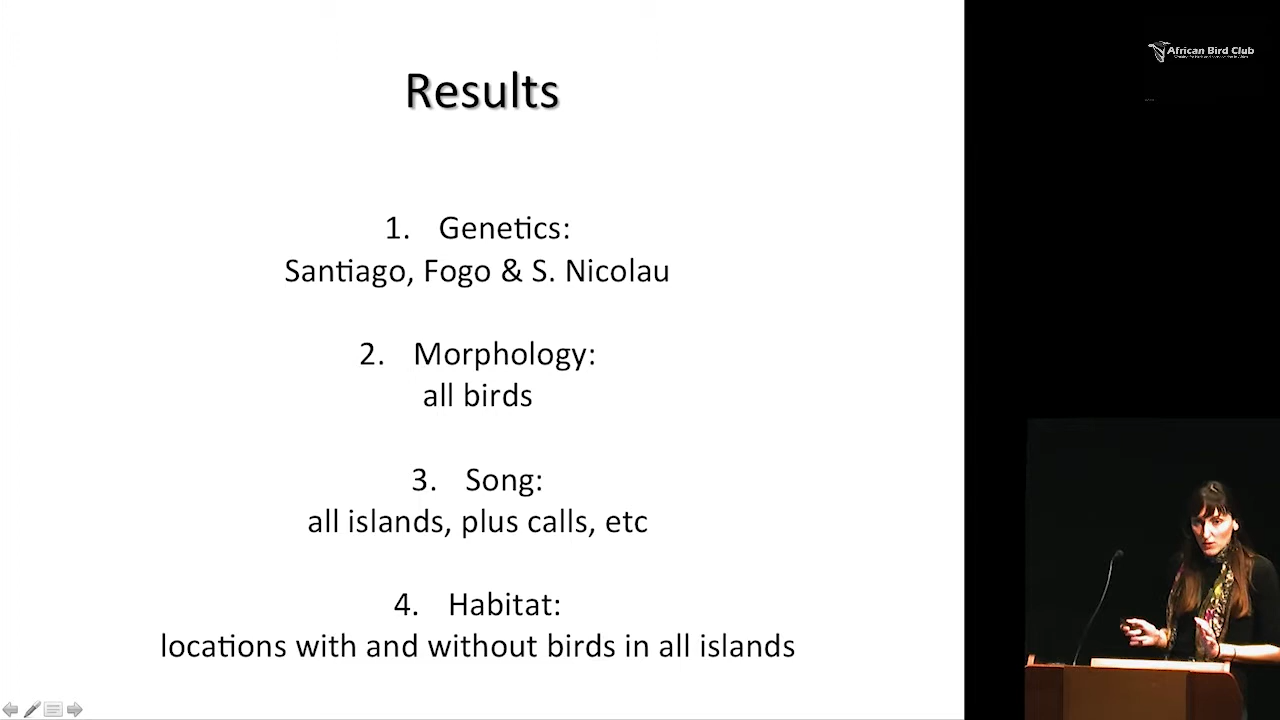 African Bird Club
Results
1. Genetics:
Santiago, Fogo & S. Nicolau
2. Morphology:
all birds
3. Song:
all islands, plus calls, etc
4. Habitat:
locations with and without birds in all islands